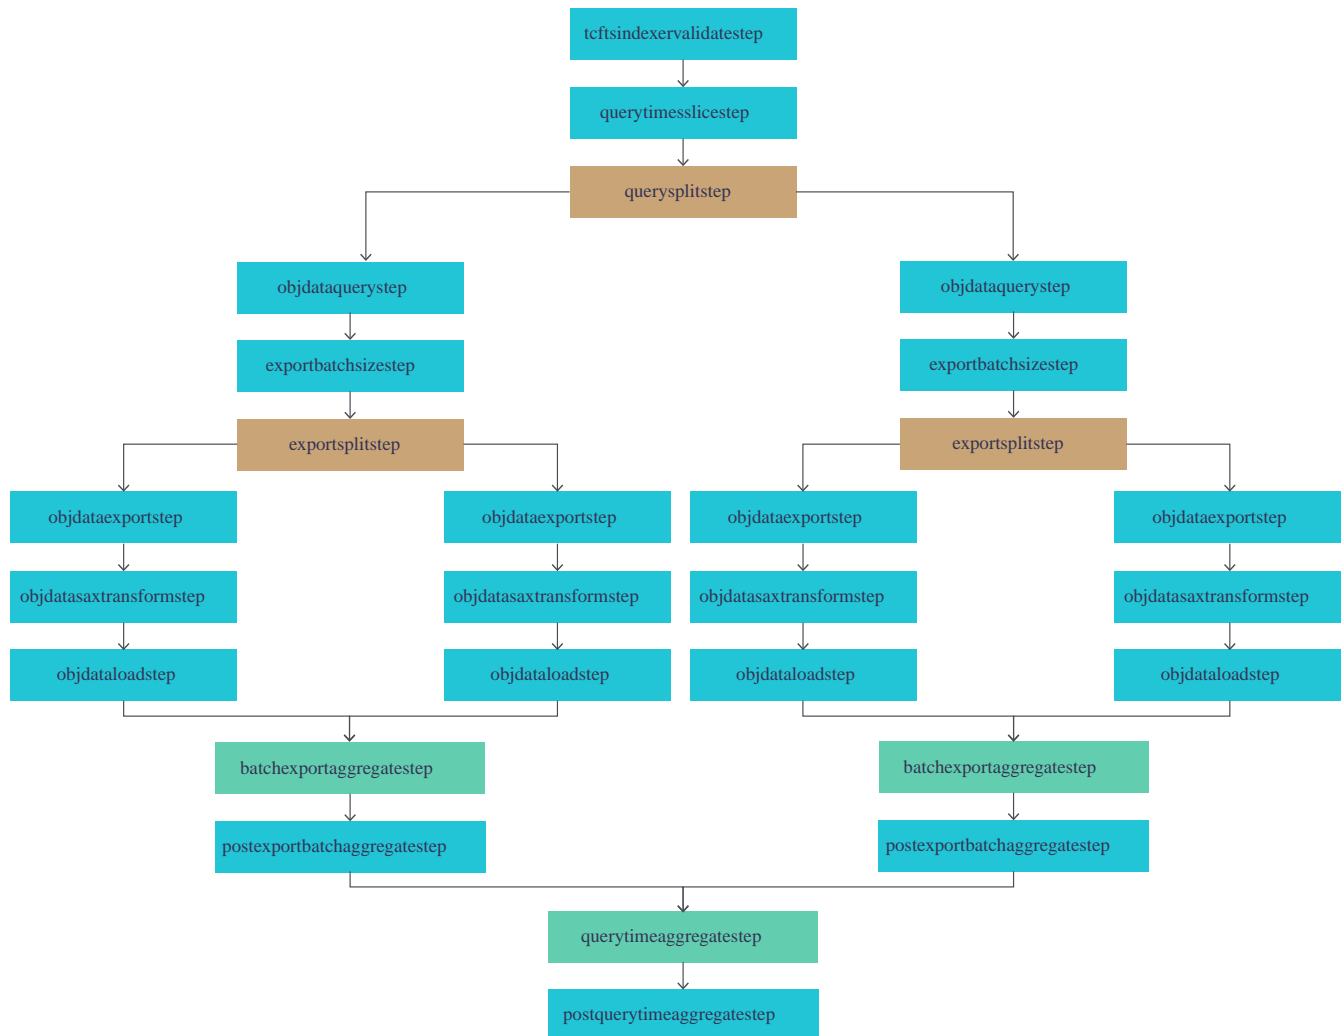 tcftsindexervalidatestep
querytimesslicestep
querysplitstep
objdataquerystep
objdataquerystep
exportbatchsizestep
exportbatchsizestep
exportsplitstep
exportsplitstep
objdataexportstep
objdataexportstep
objdataexportstep
objdataexportstep
objdatasaxtransformstep
objdatasaxtransformstep
objdatasaxtransformstep
objdatasaxtransformstep
objdataloadstep
objdataloadstep
objdataloadstep
objdataloadstep
batchexportaggregatestep
batchexportaggregatestep
postexportbatchaggregatestep
postexportbatchaggregatestep
querytimeaggregatestep
postquerytimeaggregatestep